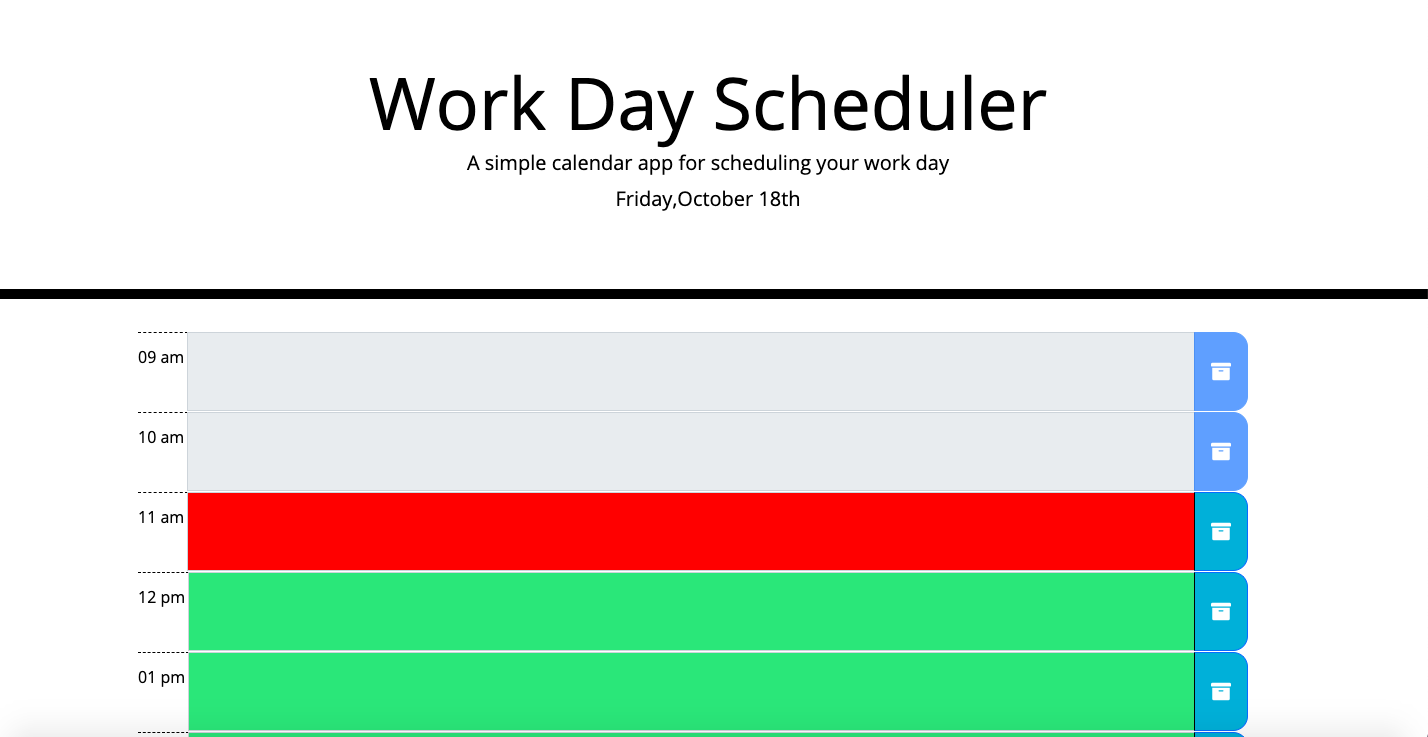 Work Day Scheduler
A simple calendar app for scheduling your work day
Friday,October 18th
09 am
10 am
11 am
12 pm
01 pm